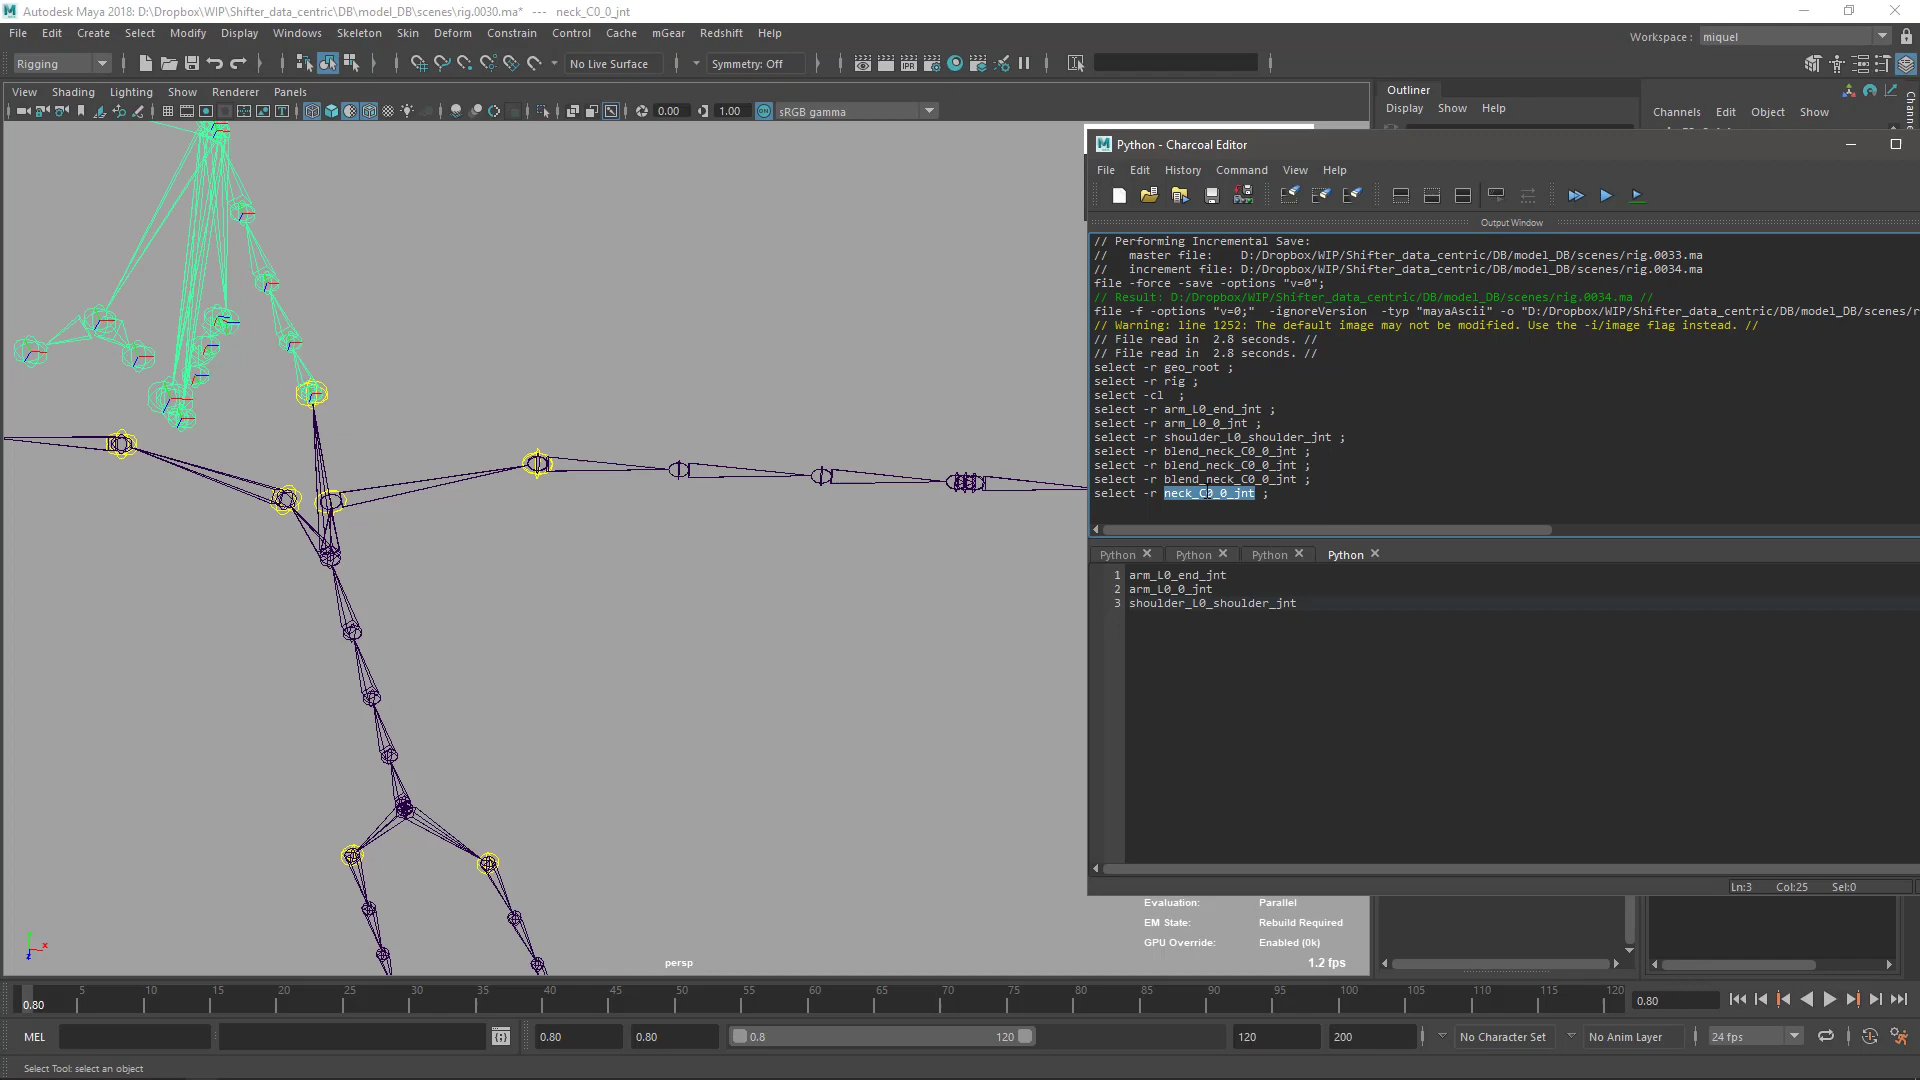 Autodesk Maya 2018: D:\Dropbox\WIP\Shifter_data_centric\DB\model_DB\scenes\rig.0030.ma* --- neck_C0_0_jnt
File Edit Create Select Modify Display Windows Skeleton Skin Deform Constrain Control Cache mGear Redshift Help
Workspace : miquel
Rigging
No Live Surface
Symmetry: Off
View Shading Lighting Show Renderer Panels
0.00
1.00
sRGB gamma
Outliner
Display Show Help
Channels Edit Object Show
Python - Charcoal Editor
File Edit History Command View Help
Output Window
// Performing Incremental Save:
// master file: D:/Dropbox/WIP/Shifter_data_centric/DB/model_DB/scenes/rig.0033.ma
// increment file: D:/Dropbox/WIP/Shifter_data_centric/DB/model_DB/scenes/rig.0034.ma
file -force -save -options "v=0";
// Result: D:/Dropbox/WIP/Shifter_data_centric/DB/model_DB/scenes/rig.0034.ma //
file -f -options "v=0;" -ignoreVersion -typ "mayaAscii" -o "D:/Dropbox/WIP/Shifter_data_centric/DB/model_DB/scenes/r
// Warning: line 1252: The default image may not be modified. Use the -i/image flag instead. //
// File read in 2.8 seconds. //
// File read in 2.8 seconds. //
select -r geo_root ;
select -r rig ;
select -cl ;
select -r arm_L0_end_jnt ;
select -r arm_L0_0_jnt ;
select -r shoulder_L0_shoulder_jnt ;
select -r blend_neck_C0_0_jnt ;
select -r blend_neck_C0_0_jnt ;
select -r blend_neck_C0_0_jnt ;
select -r neck_C0_0_jnt ;
Python Python Python Python
1 arm_L0_end_jnt
2 arm_L0_0_jnt
3 shoulder_L0_shoulder_jnt
Ln:3 Col:25 Sel:0
Evaluation: Parallel
EM State: Rebuild Required
GPU Override: Enabled (0k)
persp
1.2 fps
0.80
5 10 15 20 25 30 35 40 45 50 55 60 65 70 75 80 85 90 95 100 105 110 115 120
0.80
MEL
0.80
0.80
0.8
120
120
200
No Character Set
No Anim Layer
24 fps
Select Tool: select an object